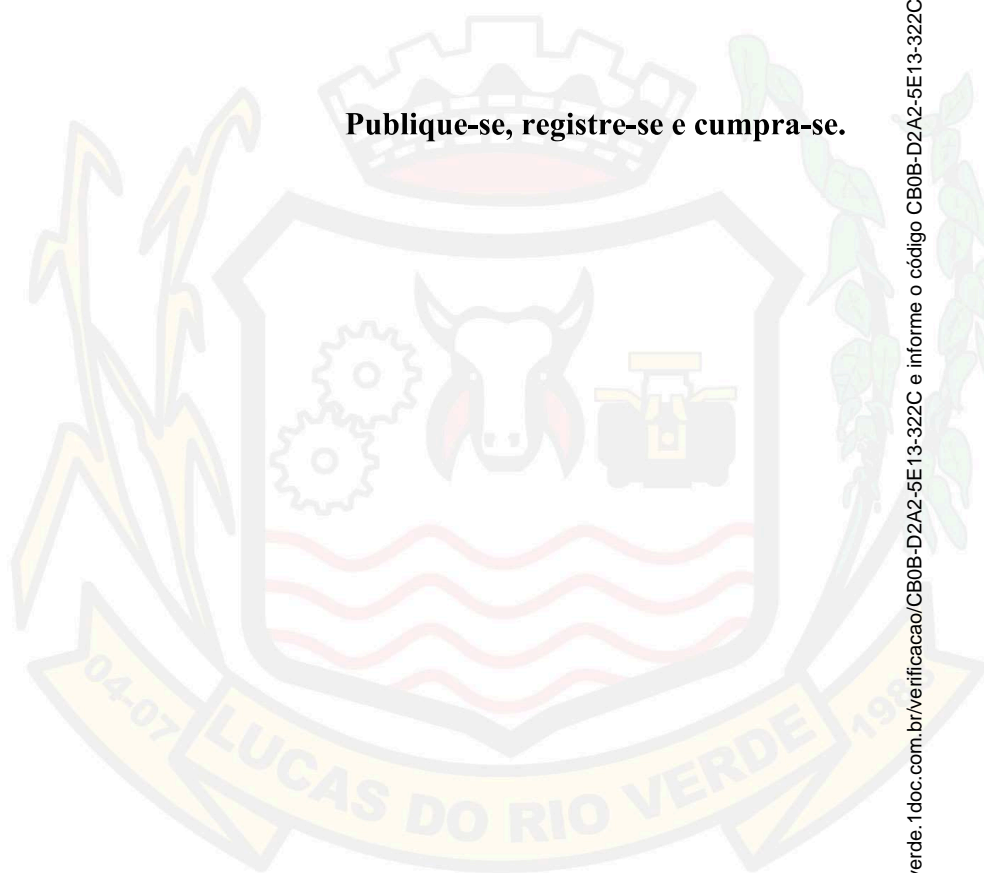 Publique-se, registre-se e cumpra-se.
04-07
LUCAS DO RIO VERDE
verde.1doc.com.br/verificacao/CB0B-D2A2-5E13-322C e informe o código CB0B-D2A2-5E13-322C